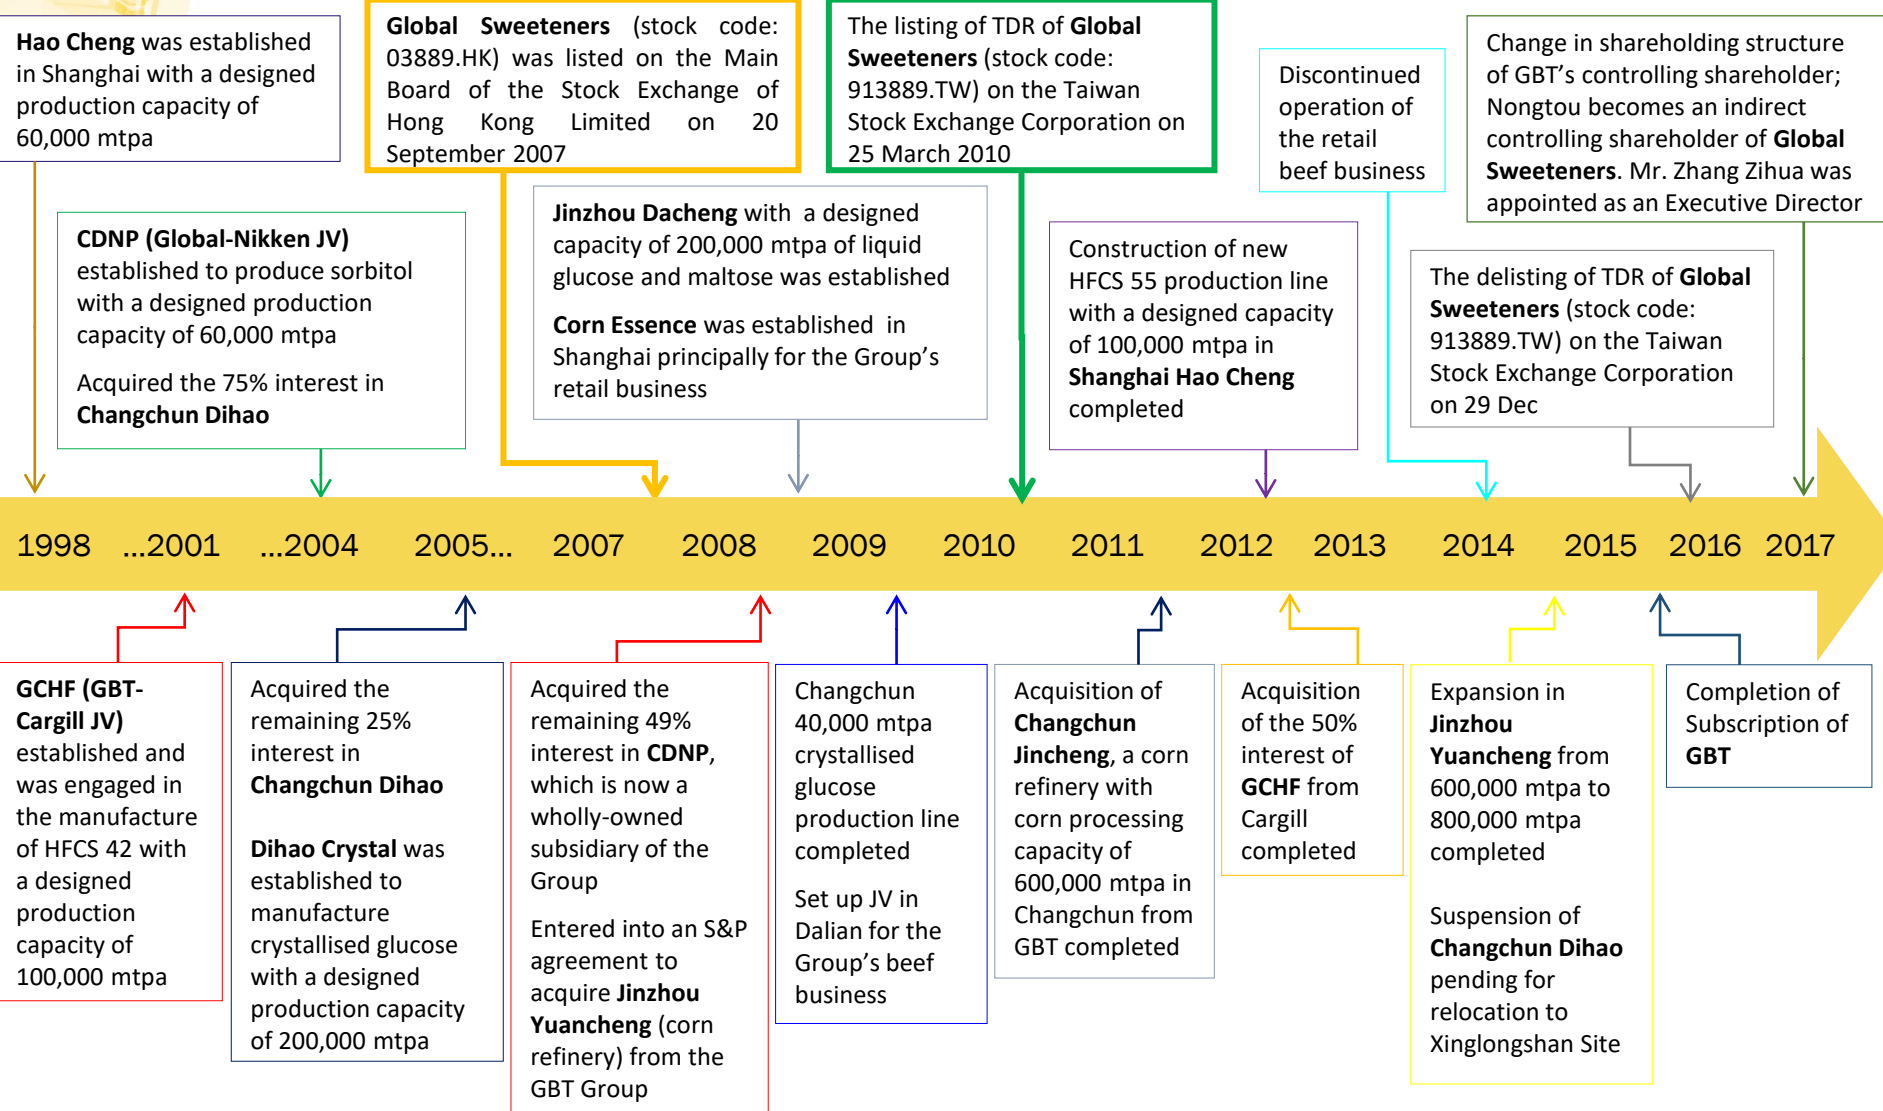 Hao Cheng was established
in Shanghai with a designed
production capacity of
60,000 mtpa
Global Sweeteners (stock code:
03889.HK) was listed on the Main
Board of the Stock Exchange of
Hong Kong Limited on 20
September 2007
The listing of TDR of Global
Sweeteners (stock code:
913889.TW) on the Taiwan
Stock Exchange Corporation on
25 March 2010
Discontinued
operation of
the retail
beef business
Change in shareholding structure
of GBT’s controlling shareholder;
Nongtou becomes an indirect
controlling shareholder of Global
Sweeteners. Mr. Zhang Zihua was
appointed as an Executive Director
CDNP (Global-Nikken JV)
established to produce sorbitol
with a designed production
capacity of 60,000 mtpa
Acquired the 75% interest in
Changchun Dihao
Jinzhou Dacheng with a designed
capacity of 200,000 mtpa of liquid
glucose and maltose was established
Corn Essence was established in
Shanghai principally for the Group’s
retail business
Construction of new
HFCS 55 production line
with a designed capacity
of 100,000 mtpa in
Shanghai Hao Cheng
completed
The delisting of TDR of Global
Sweeteners (stock code:
913889.TW) on the Taiwan
Stock Exchange Corporation
on 29 Dec
1998 ...2001 ...2004 2005... 2007 2008 2009 2010 2011 2012 2013 2014 2015 2016 2017
GCHF (GBT-
Cargill JV)
established and
was engaged in
the manufacture
of HFCS 42 with
a designed
production
capacity of
100,000 mtpa
Acquired the
remaining 25%
interest in
Changchun Dihao
Dihao Crystal was
established to
manufacture
crystallised glucose
with a designed
production capacity
of 200,000 mtpa
Acquired the
remaining 49%
interest in CDNP,
which is now a
wholly-owned
subsidiary of the
Group
Entered into an S&P
agreement to
acquire Jinzhou
Yuancheng (corn
refinery) from the
GBT Group
Changchun
40,000 mtpa
crystallised
glucose
production line
completed
Set up JV in
Dalian for the
Group’s beef
business
Acquisition of
Changchun
Jincheng, a corn
refinery with
corn processing
capacity of
600,000 mtpa in
Changchun from
GBT completed
Acquisition
of the 50%
interest of
GCHF from
Cargill
completed
Expansion in
Jinzhou
Yuancheng from
600,000 mtpa to
800,000 mtpa
completed
Suspension of
Changchun Dihao
pending for
relocation to
Xinglongshan Site
Completion of
Subscription of
GBT